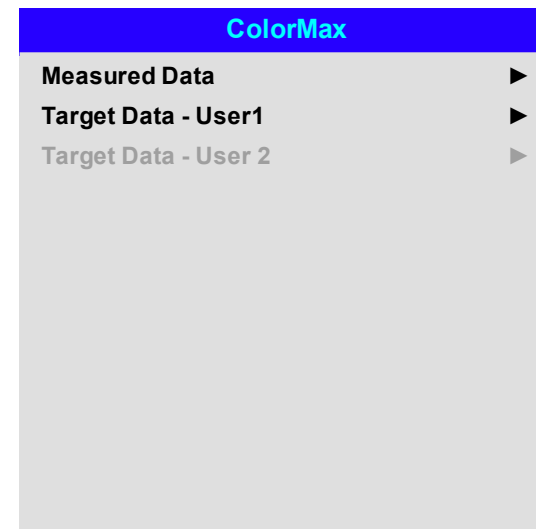 ColorMax
Measured Data
Target Data - User1
Target Data - User 2